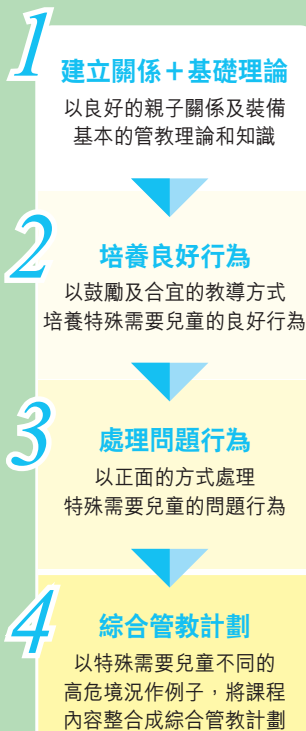 1
建立關係＋基礎理論
以良好的親子關係及裝備
基本的管教理論和知識
2
培養良好行為
以鼓勵及合宜的教導方式
培養特殊需要兒童的良好行為
3
處理問題行為
以正面的方式處理
特殊需要兒童的問題行為
4
綜合管教計劃
以特殊需要兒童不同的
高危境況作例子，將課程
內容整合成綜合管教計劃